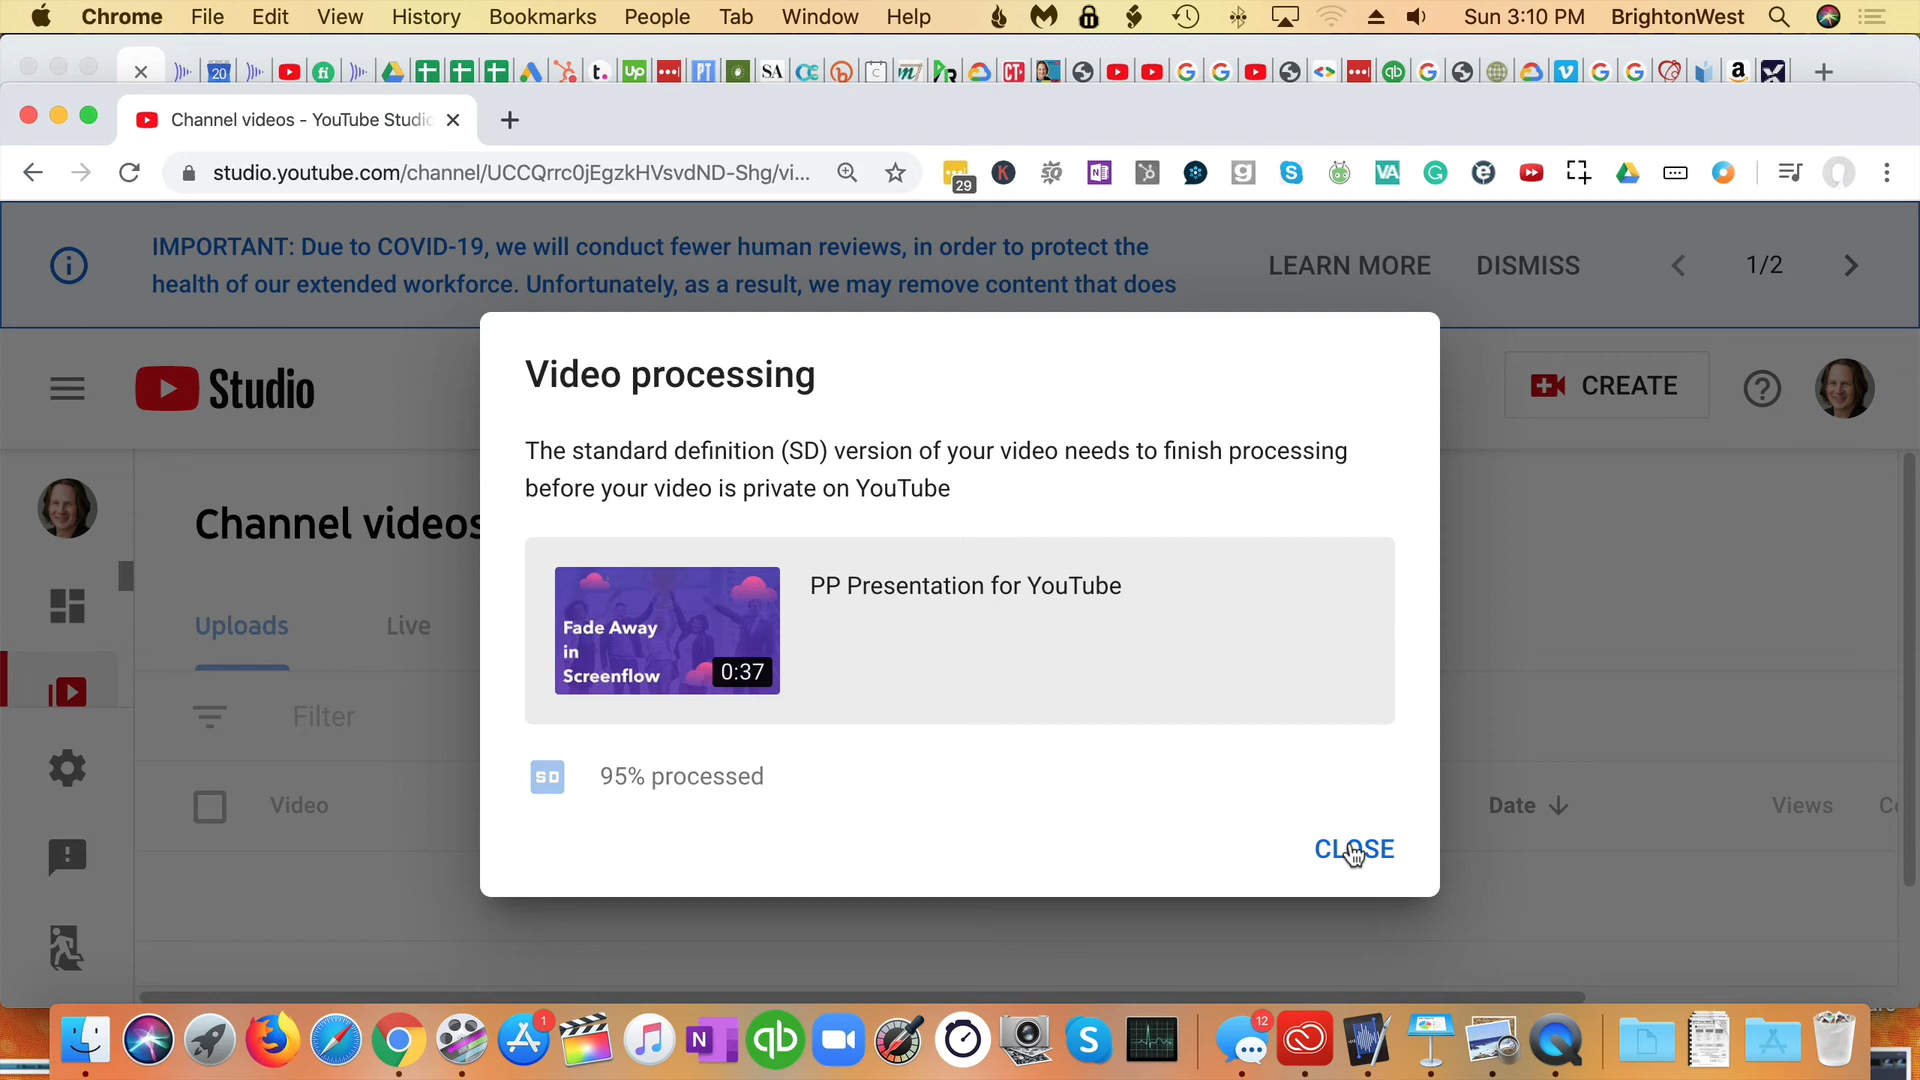 Chrome File Edit View History Bookmarks People Tab Window Help Sun 3:10 PM BrightonWest
Channel videos - YouTube Studio
studio.youtube.com/channel/UCCQrrc0jEgzkHVsvdND-Shg/vi...
29
IMPORTANT: Due to COVID-19, we will conduct fewer human reviews, in order to protect the
health of our extended workforce. Unfortunately, as a result, we may remove content that does
LEARN MORE DISMISS 1/2
Studio
CREATE
Channel videos
Uploads Live
Filter
Video Date Views
Video processing
The standard definition (SD) version of your video needs to finish processing
before your video is private on YouTube
Fade Away
in
Screenflow
0:37
PP Presentation for YouTube
SD 95% processed
CLOSE
1
12